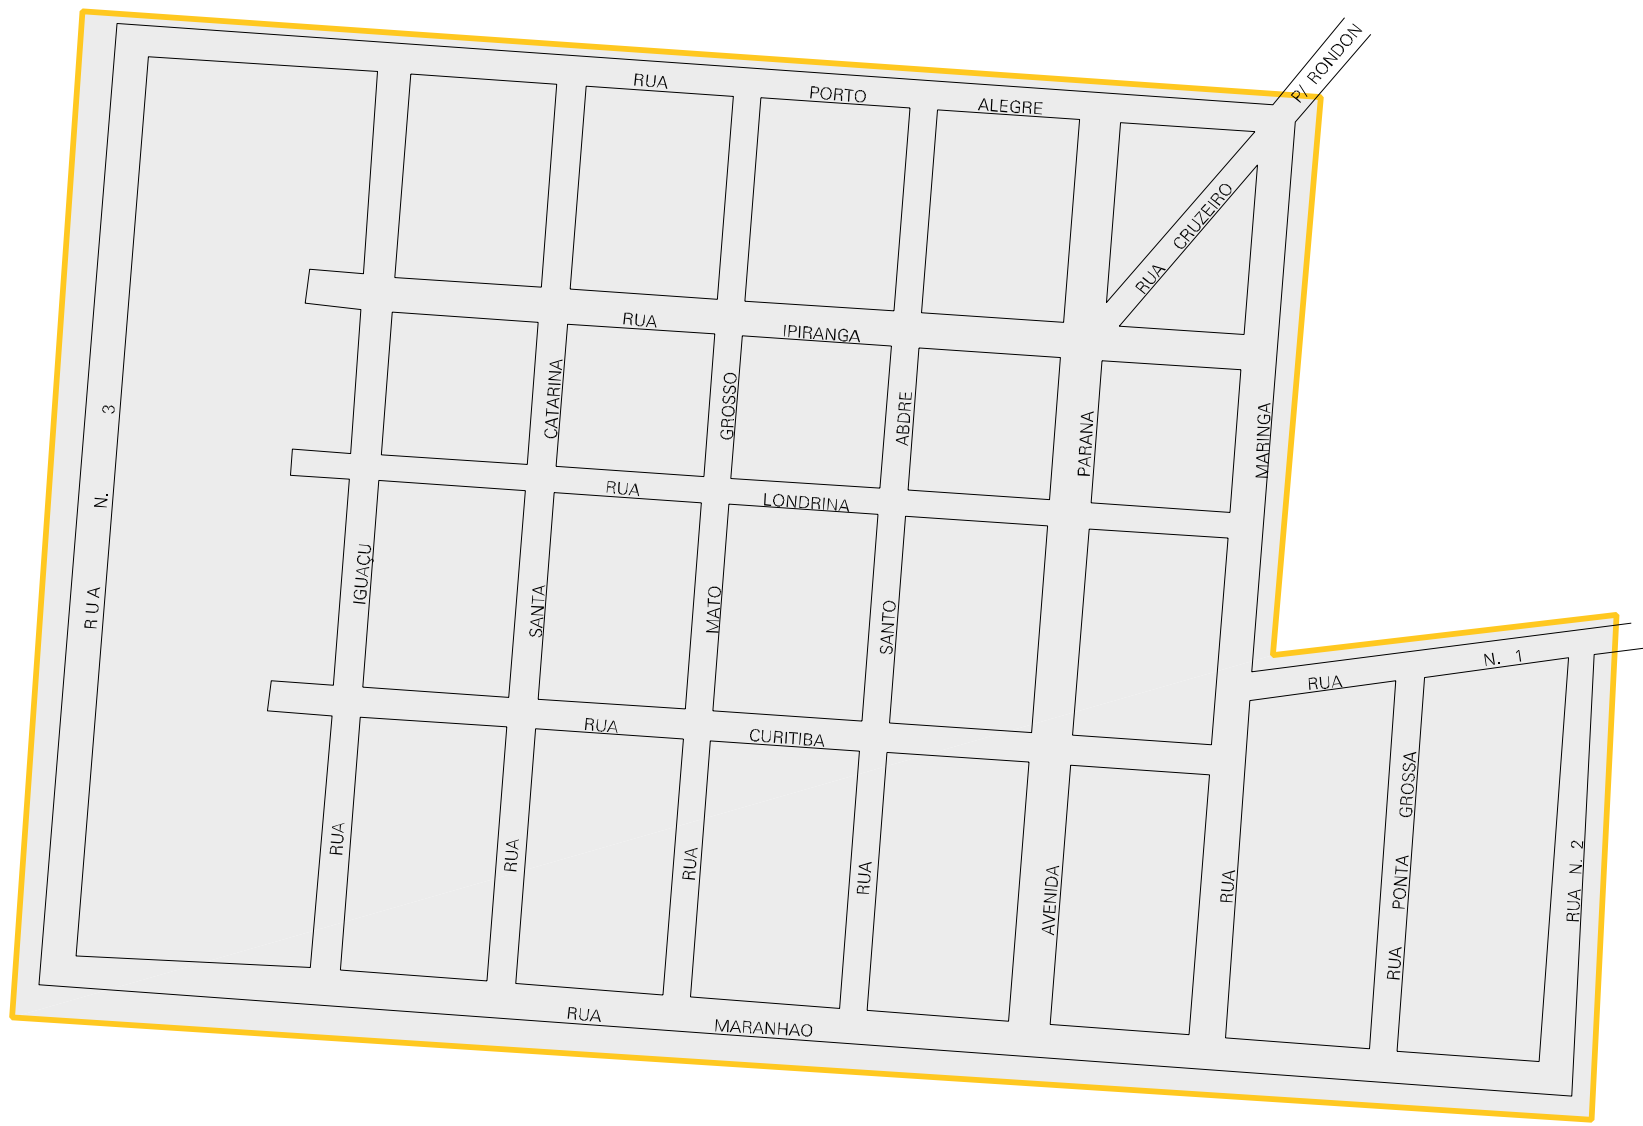 P/ RONDON
RUA PORTO ALEGRE
RUA CRUZEIRO
RUA IPIRANGA
RUA LONDRINA
RUA CURITIBA
RUA MARANHAO
RUA N. 3
RUA IGUAÇU
RUA SANTA CATARINA
RUA MATO GROSSO
RUA SANTO ABDRE
AVENIDA PARANA
RUA MARINGA
RUA N. 1
RUA PONTA GROSSA
RUA N. 2